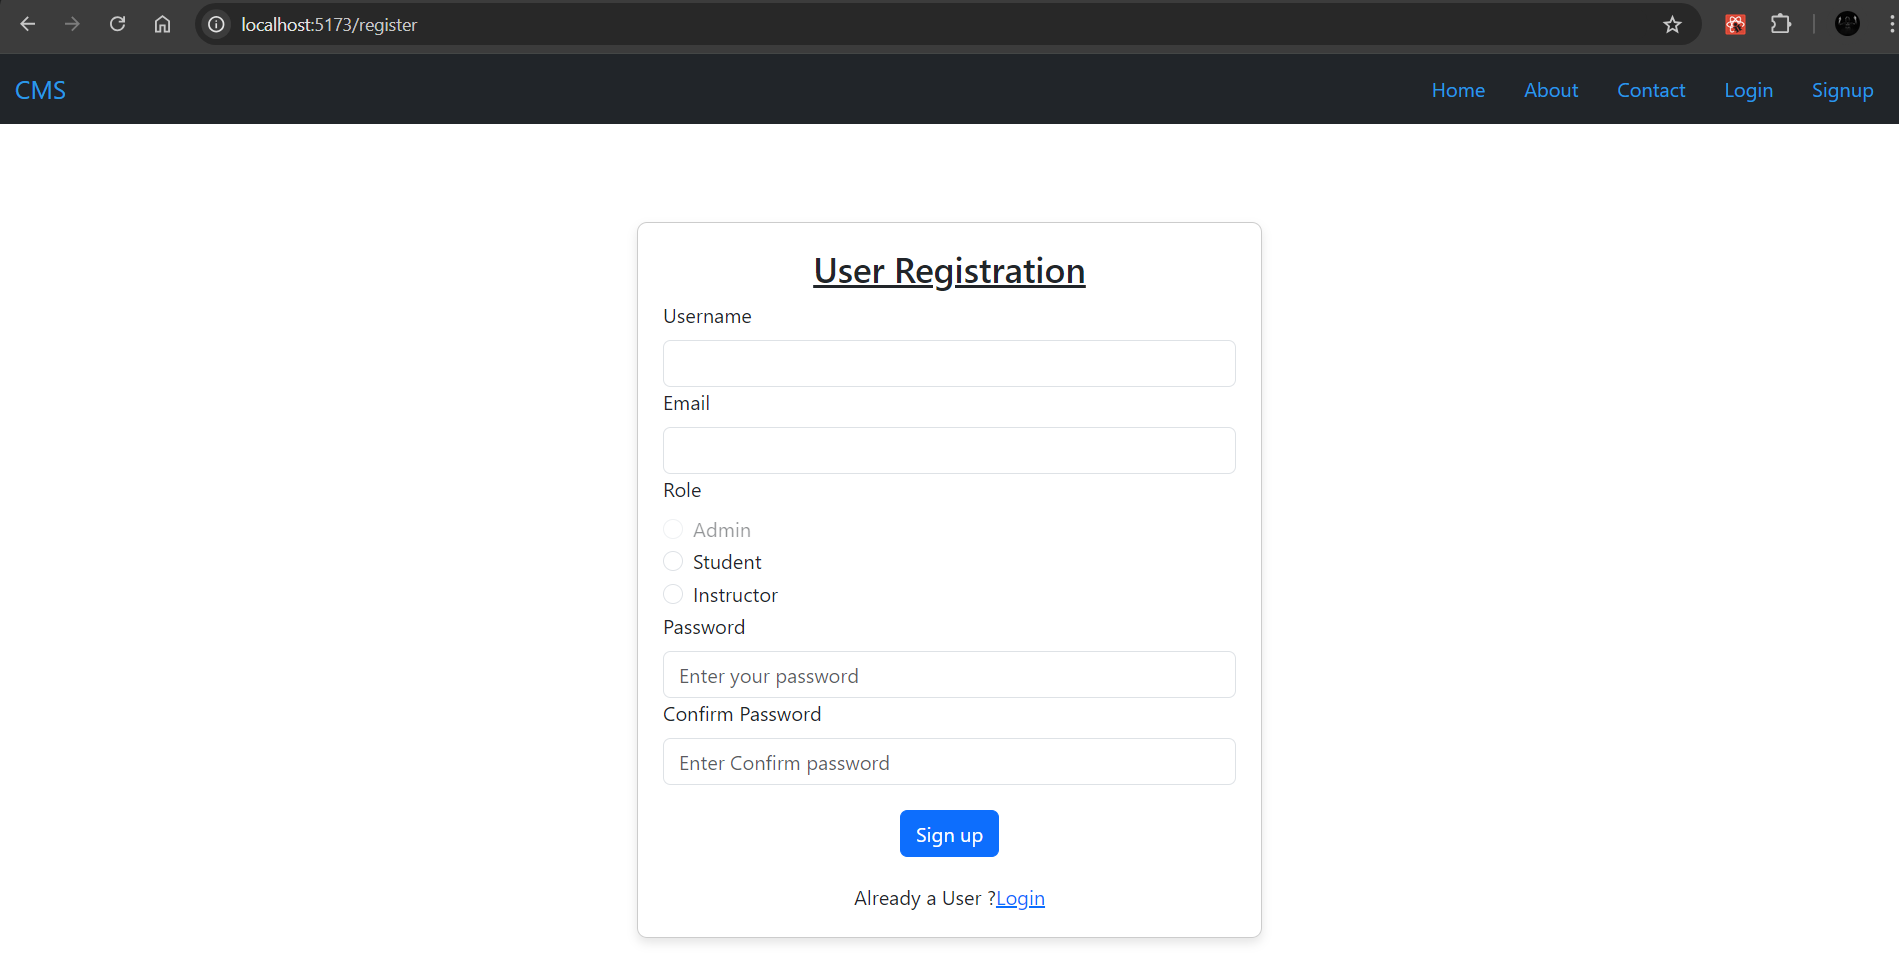 localhost:5173/register
CMS Home About Contact Login Signup
User Registration
Username
Email
Role
Admin
Student
Instructor
Password
Enter your password
Confirm Password
Enter Confirm password
Sign up
Already a User ?Login